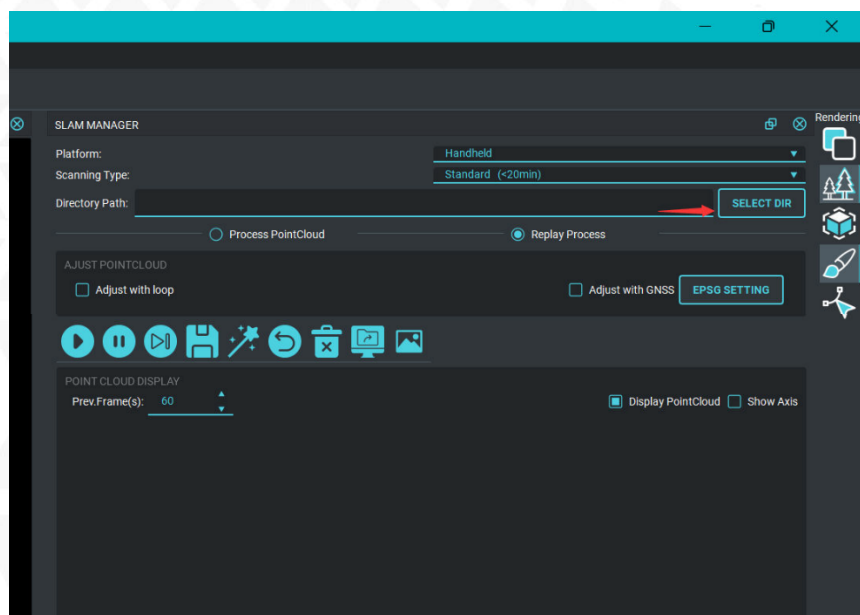 SLAM MANAGER
Rendering
Platform: Handheld
Scanning Type: Standard (<20min)
Directory Path: SELECT DIR
Process PointCloud Replay Process
AJUST POINTCLOUD
Adjust with loop Adjust with GNSS EPSG SETTING
POINT CLOUD DISPLAY
Prev.Frame(s): 60 Display PointCloud Show Axis